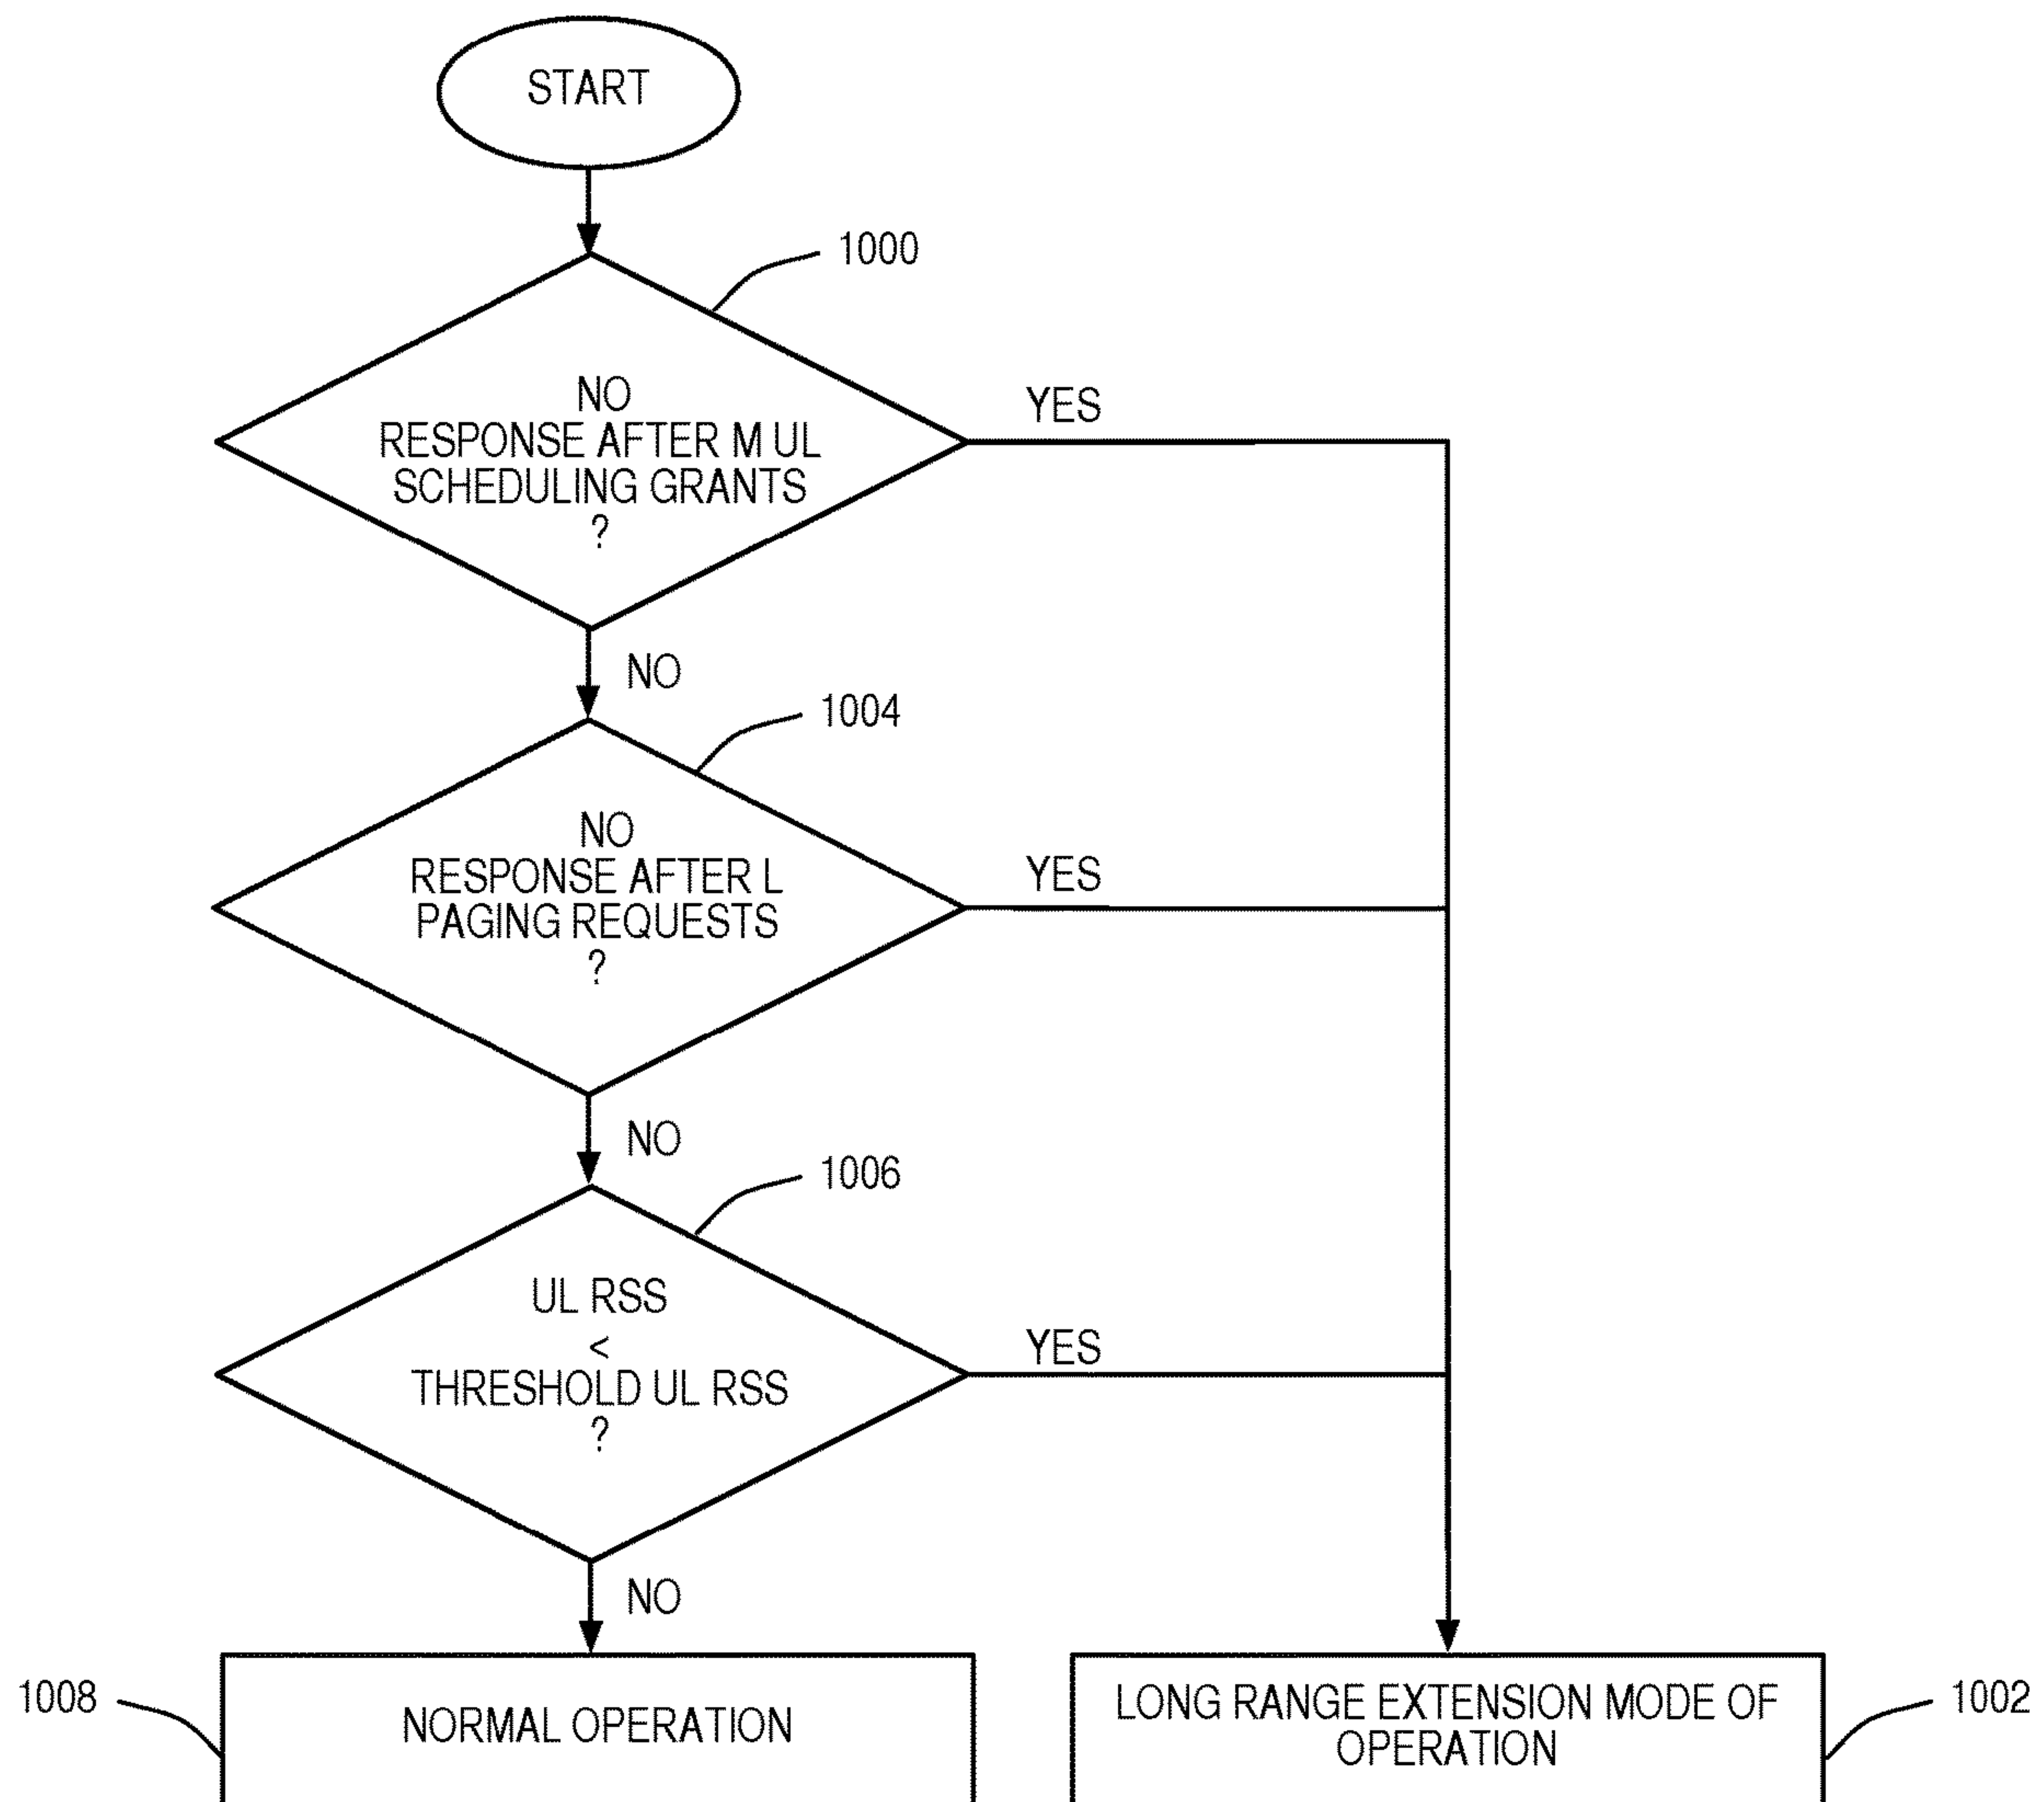 START
1000
NO
RESPONSE AFTER M UL
SCHEDULING GRANTS
?
YES
NO
1004
NO
RESPONSE AFTER L
PAGING REQUESTS
?
YES
NO
1006
UL RSS
<
THRESHOLD UL RSS
?
YES
NO
1008
NORMAL OPERATION
LONG RANGE EXTENSION MODE OF
OPERATION
1002